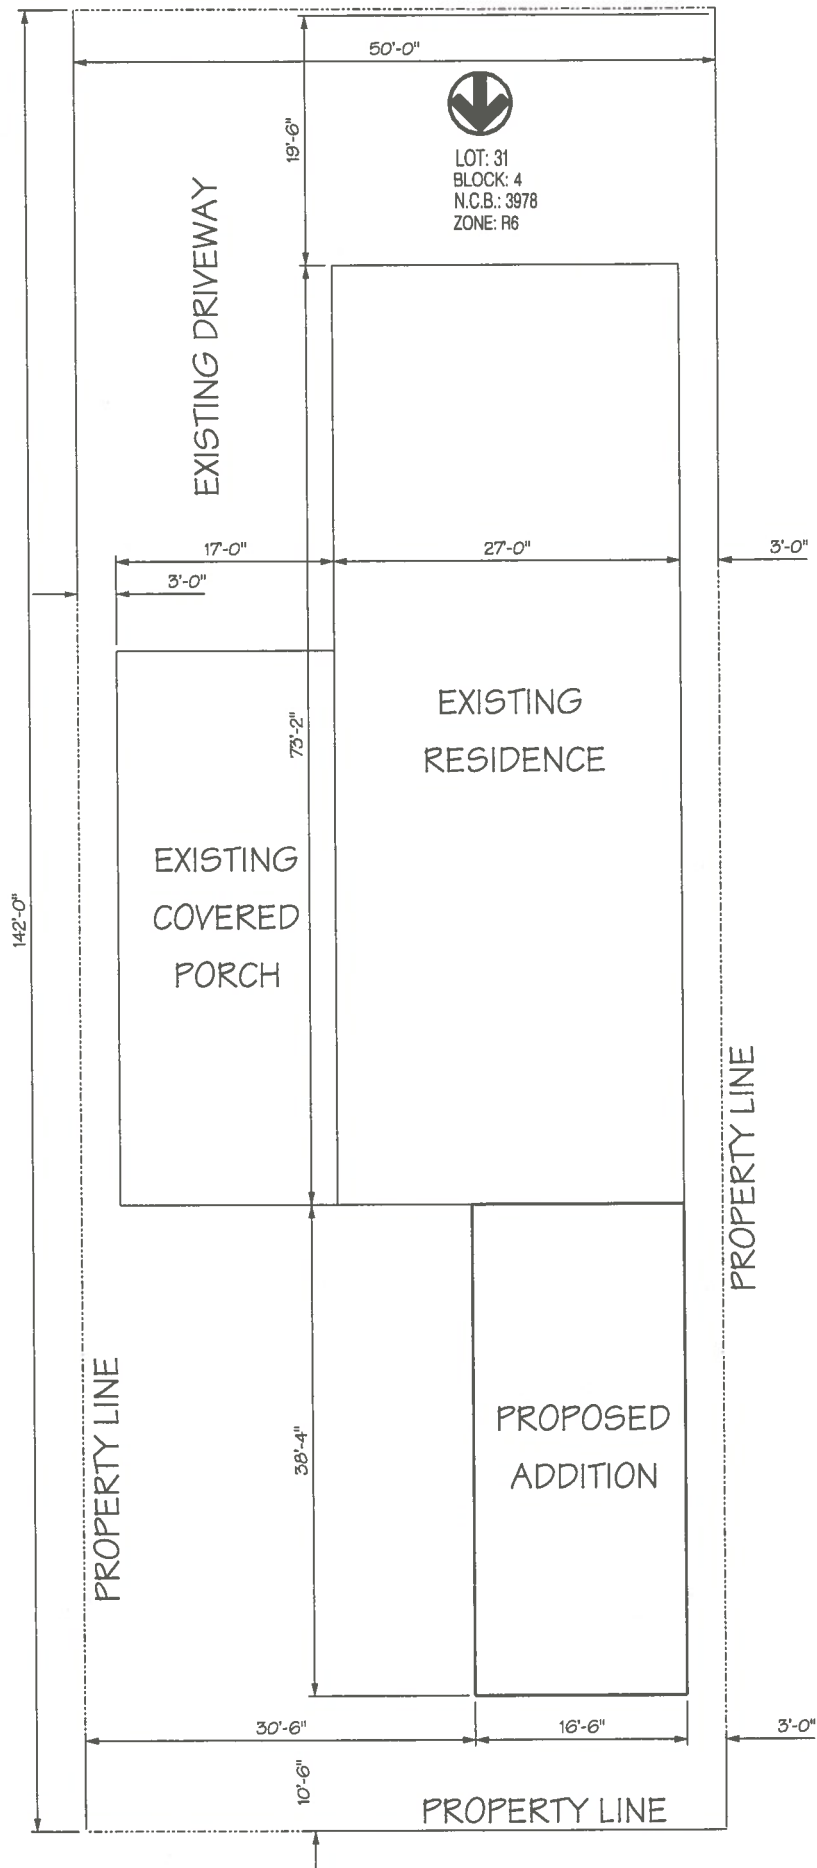 50'-0"
19'-6"
LOT: 31
BLOCK: 4
N.C.B.: 3978
ZONE: R6
EXISTING DRIVEWAY
17'-0"
27'-0"
3'-0"
3'-0"
EXISTING
RESIDENCE
73'-2"
EXISTING
COVERED
PORCH
142'-0"
PROPERTY LINE
PROPERTY LINE
38'-4"
PROPOSED
ADDITION
30'-6"
16'-6"
3'-0"
10'-6"
PROPERTY LINE